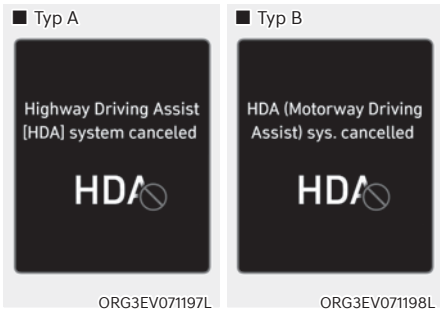 ■ Typ A
Highway Driving Assist
[HDA] system canceled
HDA
ORG3EV071197L
■ Typ B
HDA (Motorway Driving
Assist) sys. cancelled
HDA
ORG3EV071198L